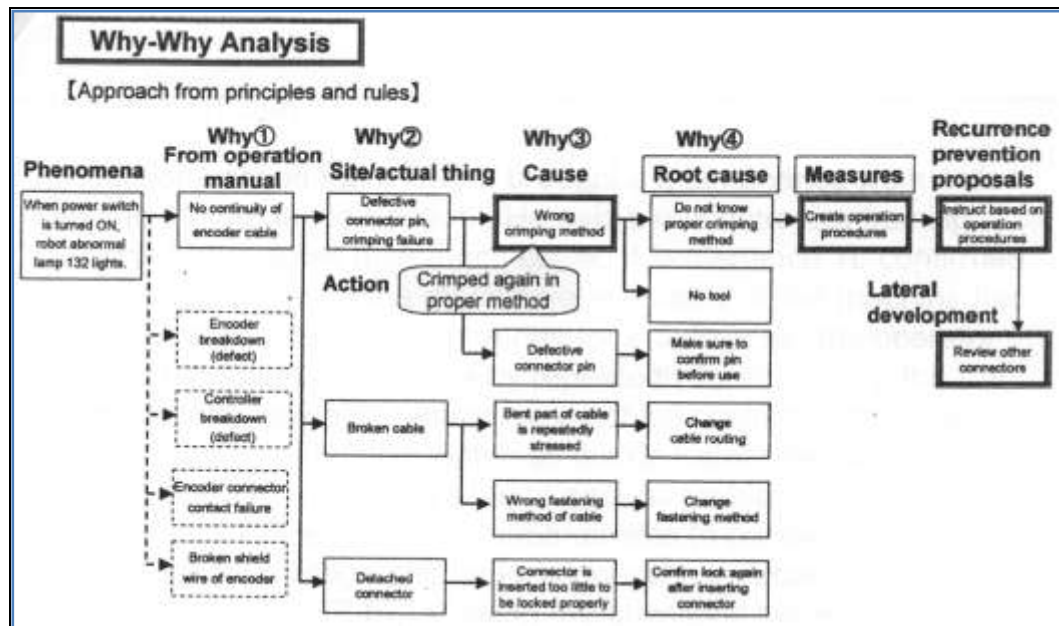 Why-Why Analysis
【Approach from principles and rules】
Phenomena
When power switch
is turned ON,
robot abnormal
lamp 132 lights.
Why①
From operation
manual
No continuity of
encoder cable
Encoder
breakdown
(defect)
Controller
breakdown
(defect)
Encoder connector
contact failure
Broken shield
wire of encoder
Why②
Site/actual thing
Defective
connector pin,
crimping failure
Action
Crimped again in
proper method
Broken cable
Detached
connector
Why③
Cause
Wrong
crimping method
Defective
connector pin
Bent part of cable
is repeatedly
stressed
Wrong fastening
method of cable
Connector is
inserted too little to
be locked properly
Why④
Root cause
Do not know
proper crimping
method
No tool
Make sure to
confirm pin
before use
Change
cable routing
Change
fastening method
Confirm lock again
after inserting
connector
Measures
Create operation
procedures
Recurrence
prevention
proposals
Instruct based on
operation
procedures
Lateral
development
Review other
connectors